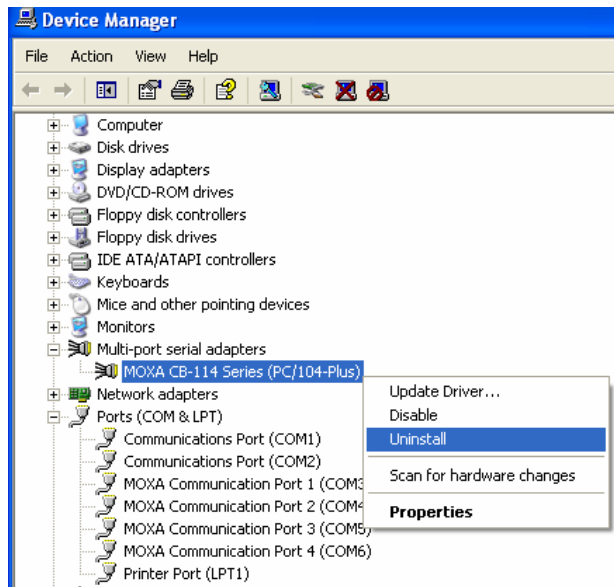 Device Manager
File Action View Help
Computer
Disk drives
Display adapters
DVD/CD-ROM drives
Floppy disk controllers
Floppy disk drives
IDE ATA/ATAPI controllers
Keyboards
Mice and other pointing devices
Monitors
Multi-port serial adapters
MOXA CB-114 Series (PC/104-Plus)
Network adapters
Ports (COM & LPT)
Communications Port (COM1)
Communications Port (COM2)
MOXA Communication Port 1 (COM3
MOXA Communication Port 2 (COM4
MOXA Communication Port 3 (COM5)
MOXA Communication Port 4 (COM6)
Printer Port (LPT1)
Update Driver...
Disable
Uninstall
Scan for hardware changes
Properties